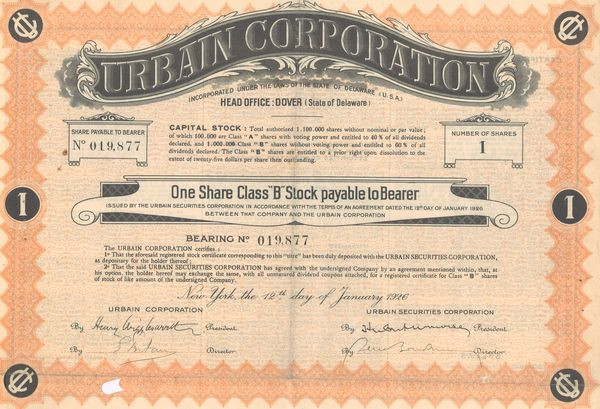 URBAIN CORPORATION
INCORPORATED UNDER THE LAWS OF THE STATE OF DELAWARE (U.S.A.)
HEAD OFFICE: DOVER (State of Delaware)
SHARE PAYABLE TO BEARER
Nº 019,877
CAPITAL STOCK: Total authorized 1.100.000 shares without nominal or par value;
of which 100.000 are Class "A" shares with voting power and entitled to 40 % of all dividends
declared, and 1.000.000 Class "B" shares without voting power and entitled to 60 % of all
dividends declared. The Class "B" shares are entitled to a prior right upon dissolution to the
extent of twenty-five dollars per share then outstanding.
NUMBER OF SHARES
1
One Share Class "B" Stock payable to Bearer
ISSUED BY THE URBAIN SECURITIES CORPORATION IN ACCORDANCE WITH THE TERMS OF AN AGREEMENT DATED THE 12th DAY OF JANUARY 1926
BETWEEN THAT COMPANY AND THE URBAIN CORPORATION
1
1
BEARING Nº 019,877
The URBAIN CORPORATION certifies:
1º That the aforesaid registered stock certificate corresponding to this "titre" has been duly deposited with the URBAIN SECURITIES CORPORATION,
as depositary for the holder thereof;
2º That the said URBAIN SECURITIES CORPORATION has agreed with the undersigned Company by an agreement mentioned within, that, at
his option, the holder hereof may exchange the same, with all unmatured dividend coupons attached, for a registered certificate for Class "B" shares
of stock of like amount of the undersigned Company.
New York, the 12th day of January 1926
URBAIN CORPORATION
URBAIN SECURITIES CORPORATION
By President
By President
By Director.
By Director.